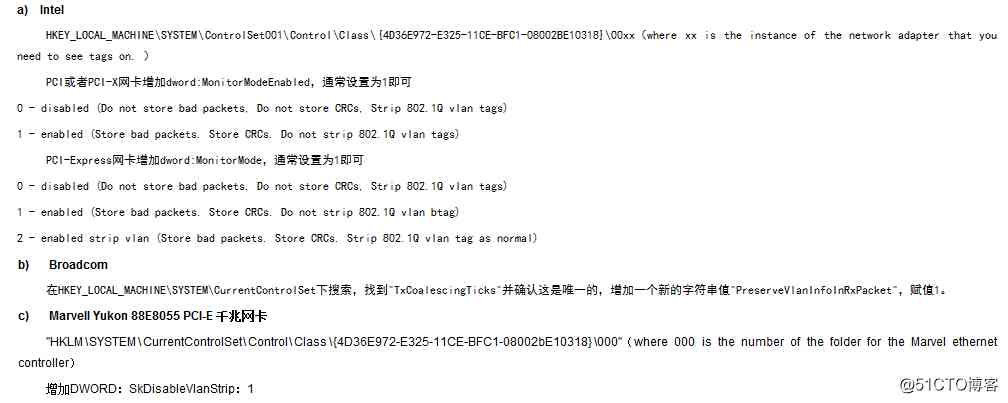 a) Intel
HKEY_LOCAL_MACHINE\SYSTEM\ControlSet001\Control\Class\{4D36E972-E325-11CE-BFC1-08002BE10318}\00xx（where xx is the instance of the network adapter that you
need to see tags on. ）
PCI或者PCI-X网卡增加dword:MonitorModeEnabled，通常设置为1即可
0 - disabled (Do not store bad packets, Do not store CRCs, Strip 802.1Q vlan tags)
1 - enabled (Store bad packets. Store CRCs. Do not strip 802.1Q vlan tags)
PCI-Express网卡增加dword:MonitorMode，通常设置为1即可
0 - disabled (Do not store bad packets, Do not store CRCs, Strip 802.1Q vlan tags)
1 - enabled (Store bad packets. Store CRCs. Do not strip 802.1Q vlan btag)
2 - enabled strip vlan (Store bad packets. Store CRCs. Strip 802.1Q vlan tag as normal)
b) Broadcom
在HKEY_LOCAL_MACHINE\SYSTEM\CurrentControlSet下搜索，找到"TxCoalescingTicks"并确认这是唯一的，增加一个新的字符串值"PreserveVlanInfoInRxPacket"，赋值1。
c) Marvell Yukon 88E8055 PCI-E 千兆网卡
"HKLM\SYSTEM\CurrentControlSet\Control\Class\{4D36E972-E325-11CE-BFC1-08002bE10318}\000"（where 000 is the number of the folder for the Marvel ethernet
controller）
增加DWORD：SkDisableVlanStrip：1
@51CTO博客